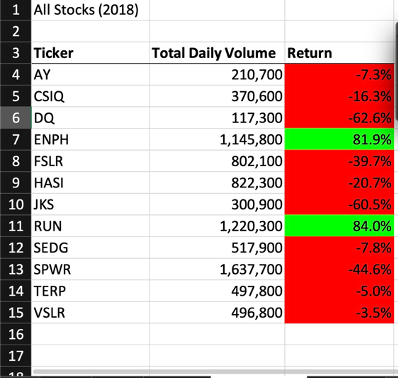 1 All Stocks (2018)
2
3 Ticker Total Daily Volume Return
4 AY 210,700 -7.3%
5 CSIQ 370,600 -16.3%
6 DQ 117,300 -62.6%
7 ENPH 1,145,800 81.9%
8 FSLR 802,100 -39.7%
9 HASI 822,300 -20.7%
10 JKS 300,900 -60.5%
11 RUN 1,220,300 84.0%
12 SEDG 517,900 -7.8%
13 SPWR 1,637,700 -44.6%
14 TERP 497,800 -5.0%
15 VSLR 496,800 -3.5%
16
17